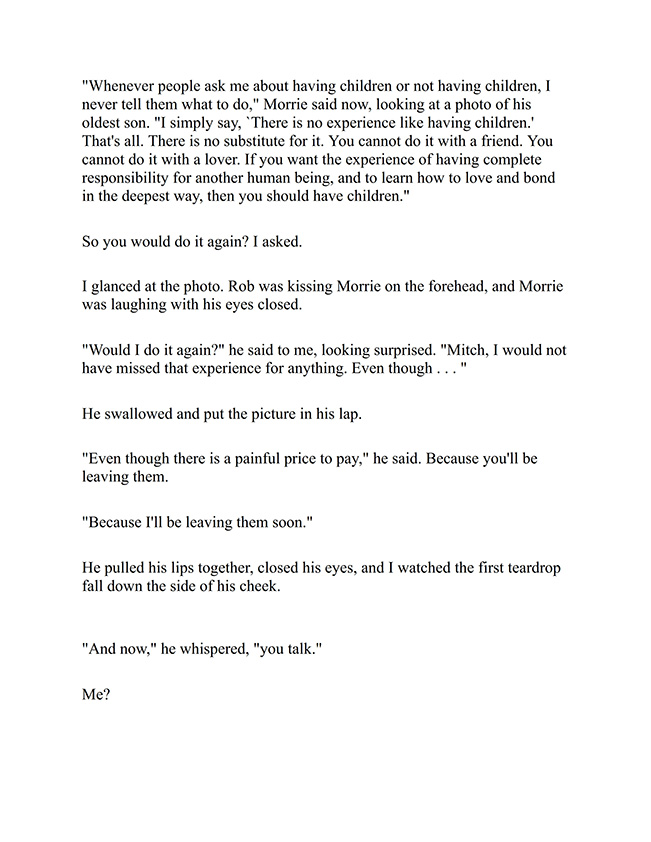 "Whenever people ask me about having children or not having children, I
never tell them what to do," Morrie said now, looking at a photo of his
oldest son. "I simply say, `There is no experience like having children.'
That's all. There is no substitute for it. You cannot do it with a friend. You
cannot do it with a lover. If you want the experience of having complete
responsibility for another human being, and to learn how to love and bond
in the deepest way, then you should have children."
So you would do it again? I asked.
I glanced at the photo. Rob was kissing Morrie on the forehead, and Morrie
was laughing with his eyes closed.
"Would I do it again?" he said to me, looking surprised. "Mitch, I would not
have missed that experience for anything. Even though . . . "
He swallowed and put the picture in his lap.
"Even though there is a painful price to pay," he said. Because you'll be
leaving them.
"Because I'll be leaving them soon."
He pulled his lips together, closed his eyes, and I watched the first teardrop
fall down the side of his cheek.
"And now," he whispered, "you talk."
Me?